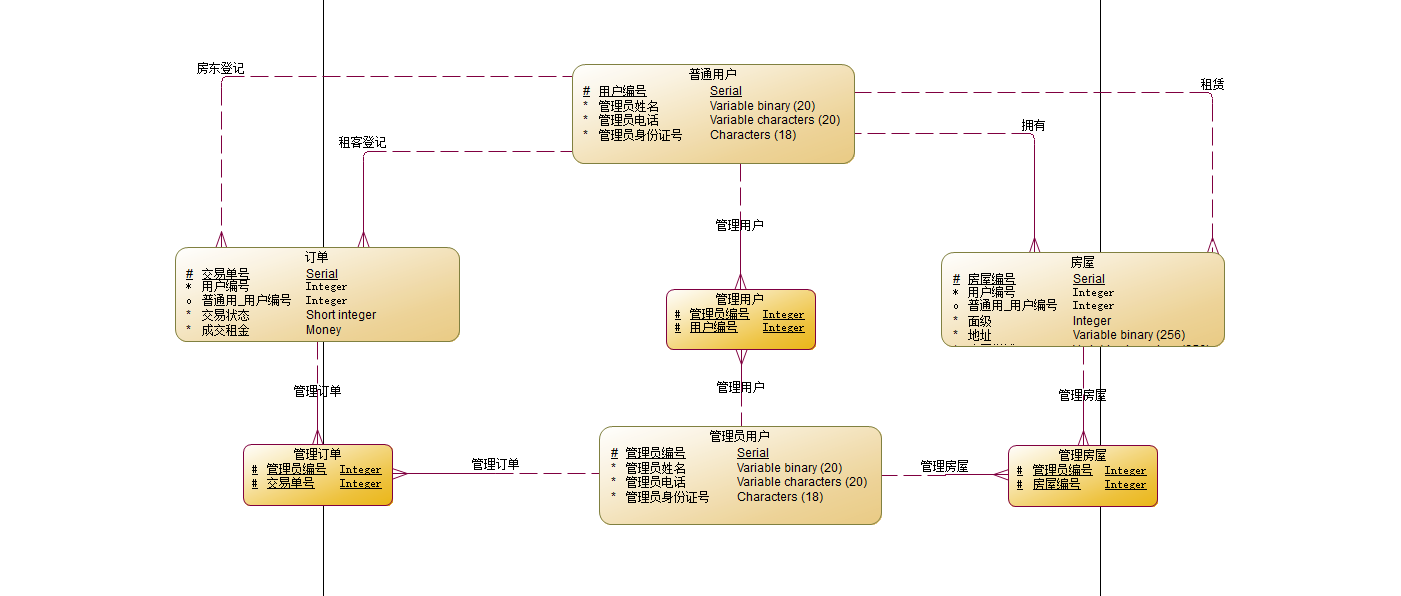 房东登记
租客登记
普通用户
# 用户编号 Serial
* 管理员姓名 Variable binary (20)
* 管理员电话 Variable characters (20)
* 管理员身份证号 Characters (18)
租赁
拥有
管理用户
订单
# 交易单号 Serial
* 用户编号 Integer
o 普通用_用户编号 Integer
* 交易状态 Short integer
* 成交租金 Money
管理用户
# 管理员编号 Integer
# 用户编号 Integer
房屋
# 房屋编号 Serial
* 用户编号 Integer
o 普通用_用户编号 Integer
* 面级 Integer
* 地址 Variable binary (256)
管理订单
管理用户
管理房屋
管理订单
# 管理员编号 Integer
# 交易单号 Integer
管理订单
管理员用户
# 管理员编号 Serial
* 管理员姓名 Variable binary (20)
* 管理员电话 Variable characters (20)
* 管理员身份证号 Characters (18)
管理房屋
管理房屋
# 管理员编号 Integer
# 房屋编号 Integer